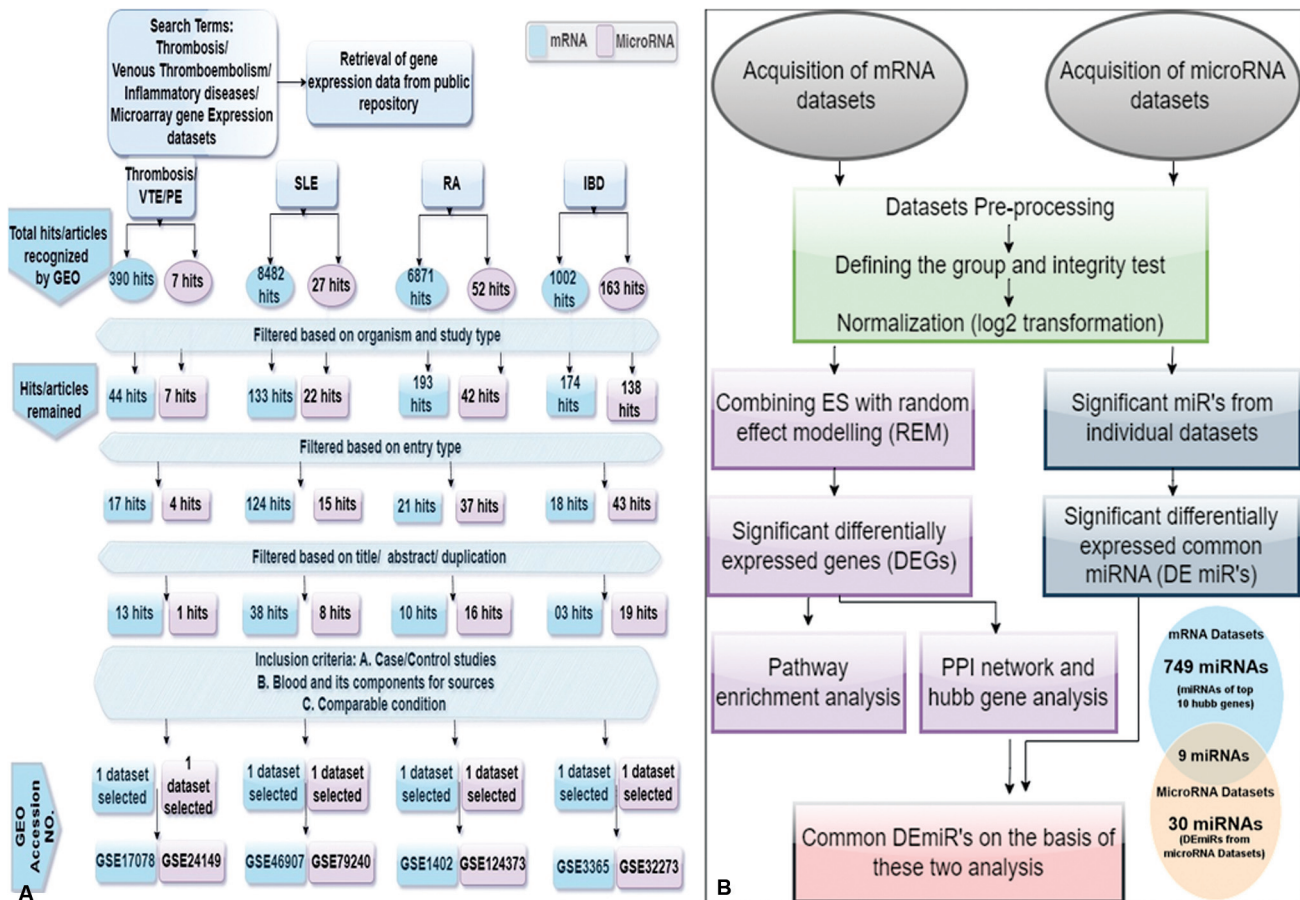 Search Terms:
Thrombosis/
Venous Thromboembolism/
Inflammatory diseases/
Microarray gene Expression
datasets
Retrieval of gene
expression data from public
repository
mRNA
MicroRNA
Thrombosis/
VTE/PE
SLE
RA
IBD
Total hits/articles
recognized
by GEO
390 hits
7 hits
8482
hits
27 hits
6871
hits
52 hits
1002
hits
163 hits
Filtered based on organism and study type
Hits/articles
remained
44 hits
7 hits
133 hits
22 hits
193
hits
42 hits
174
hits
138
hits
Filtered based on entry type
17 hits
4 hits
124 hits
15 hits
21 hits
37 hits
18 hits
43 hits
Filtered based on title/ abstract/ duplication
13 hits
1 hits
38 hits
8 hits
10 hits
16 hits
03 hits
19 hits
Inclusion criteria: A. Case/Control studies
B. Blood and its components for sources
C. Comparable condition
GEO
Accession
NO.
1 dataset
selected
1
dataset
selected
1 dataset
selected
1 dataset
selected
1 dataset
selected
1 dataset
selected
1 dataset
selected
1 dataset
selected
GSE17078
GSE24149
GSE46907
GSE79240
GSE1402
GSE124373
GSE3365
GSE32273
A
Acquisition of mRNA
datasets
Acquisition of microRNA
datasets
Datasets Pre-processing
Defining the group and integrity test
Normalization (log2 transformation)
Combining ES with random
effect modelling (REM)
Significant miR's from
individual datasets
Significant differentially
expressed genes (DEGs)
Significant differentially
expressed common
miRNA (DE miR's)
Pathway
enrichment analysis
PPI network and
hubb gene analysis
mRNA Datasets
749 miRNAs
(miRNAs of top
10 hubb genes)
9 miRNAs
MicroRNA Datasets
30 miRNAs
(DEmiRs from
microRNA Datasets)
Common DEmiR's on the basis of
these two analysis
B